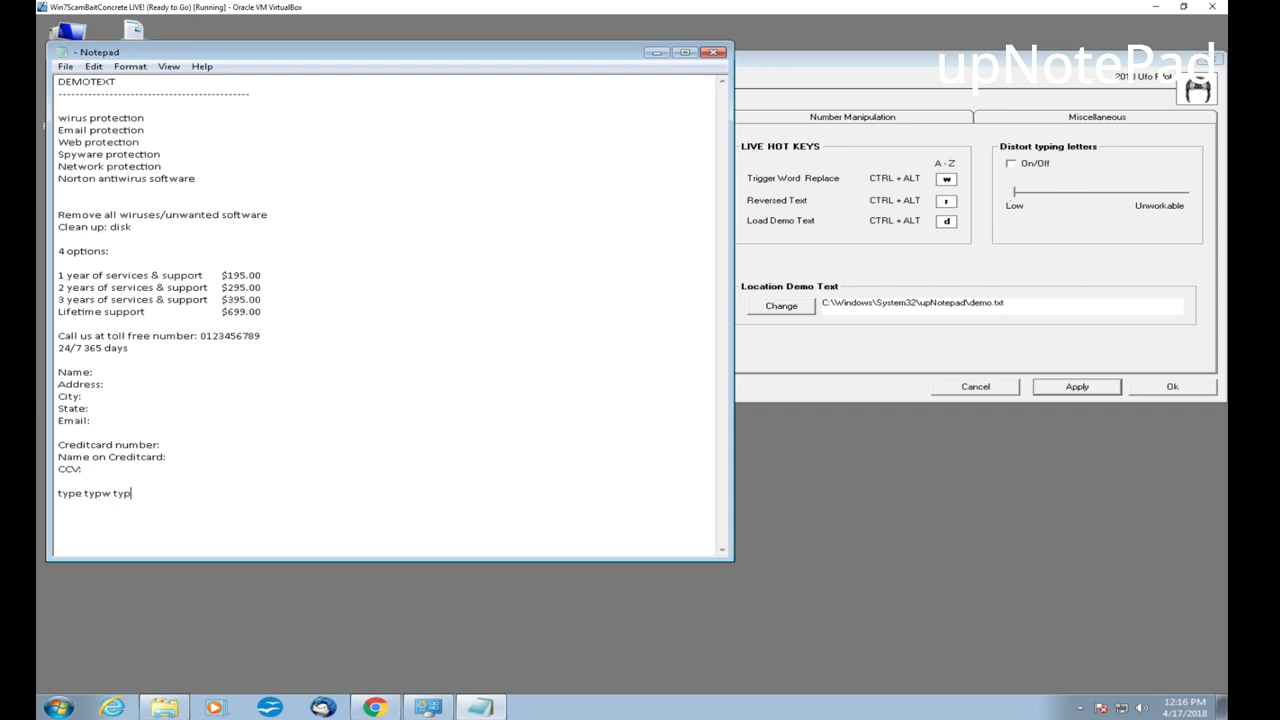 Win7ScamBaitConcrete LIVE! (Ready to Go) [Running] - Oracle VM VirtualBox
upNotePad
- Notepad
File Edit Format View Help
DEMOTEXT
--------------------------------------------
wirus protection
Email protection
Web protection
Spyware protection
Network protection
Norton antiwirus software
Remove all wiruses/unwanted software
Clean up: disk
4 options:
1 year of services & support $195.00
2 years of services & support $295.00
3 years of services & support $395.00
Lifetime support $699.00
Call us at toll free number: 0123456789
24/7 365 days
Name:
Address:
City:
State:
Email:
Creditcard number:
Name on Creditcard:
CCV:
type typw typ
Ufo
Number Manipulation Miscellaneous
LIVE HOT KEYS
A - Z
Trigger Word Replace CTRL + ALT w
Reversed Text CTRL + ALT r
Load Demo Text CTRL + ALT d
Distort typing letters
On/Off
Low Unworkable
Location Demo Text
Change C:\Windows\System32\upNotepad\demo.txt
Cancel Apply Ok
12:16 PM
4/17/2018